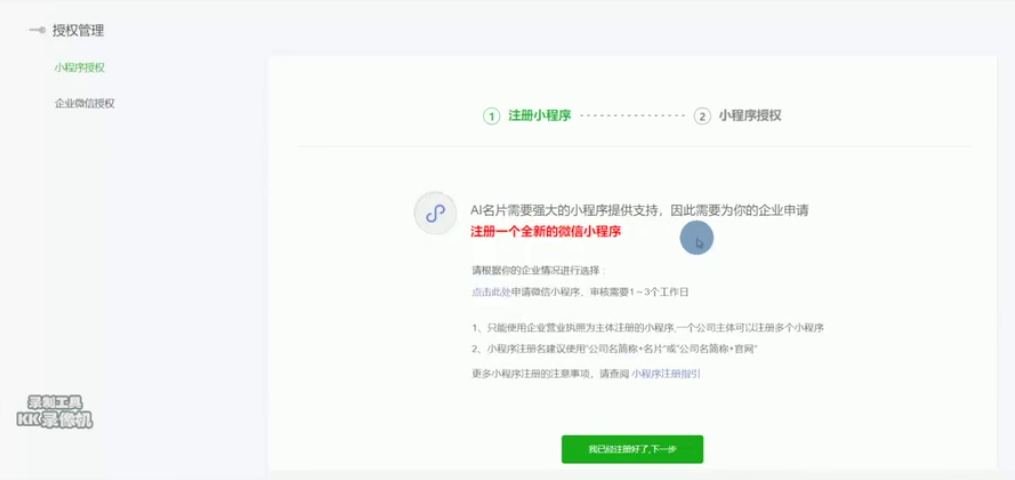 授权管理
小程序授权
企业微信授权
1 注册小程序 2 小程序授权
AI名片需要强大的小程序提供支持，因此需要为你的企业申请
注册一个全新的微信小程序
请根据你的企业情况进行选择：
点击此处申请微信小程序，审核需要1~3个工作日
1、只能使用企业营业执照为主体注册的小程序,一个公司主体可以注册多个小程序
2、小程序注册名建议使用"公司名简称+名片"或"公司名简称+官网"
更多小程序注册的注意事项，请查阅 小程序注册指引
我已经注册好了,下一步
录制工具
KK录像机